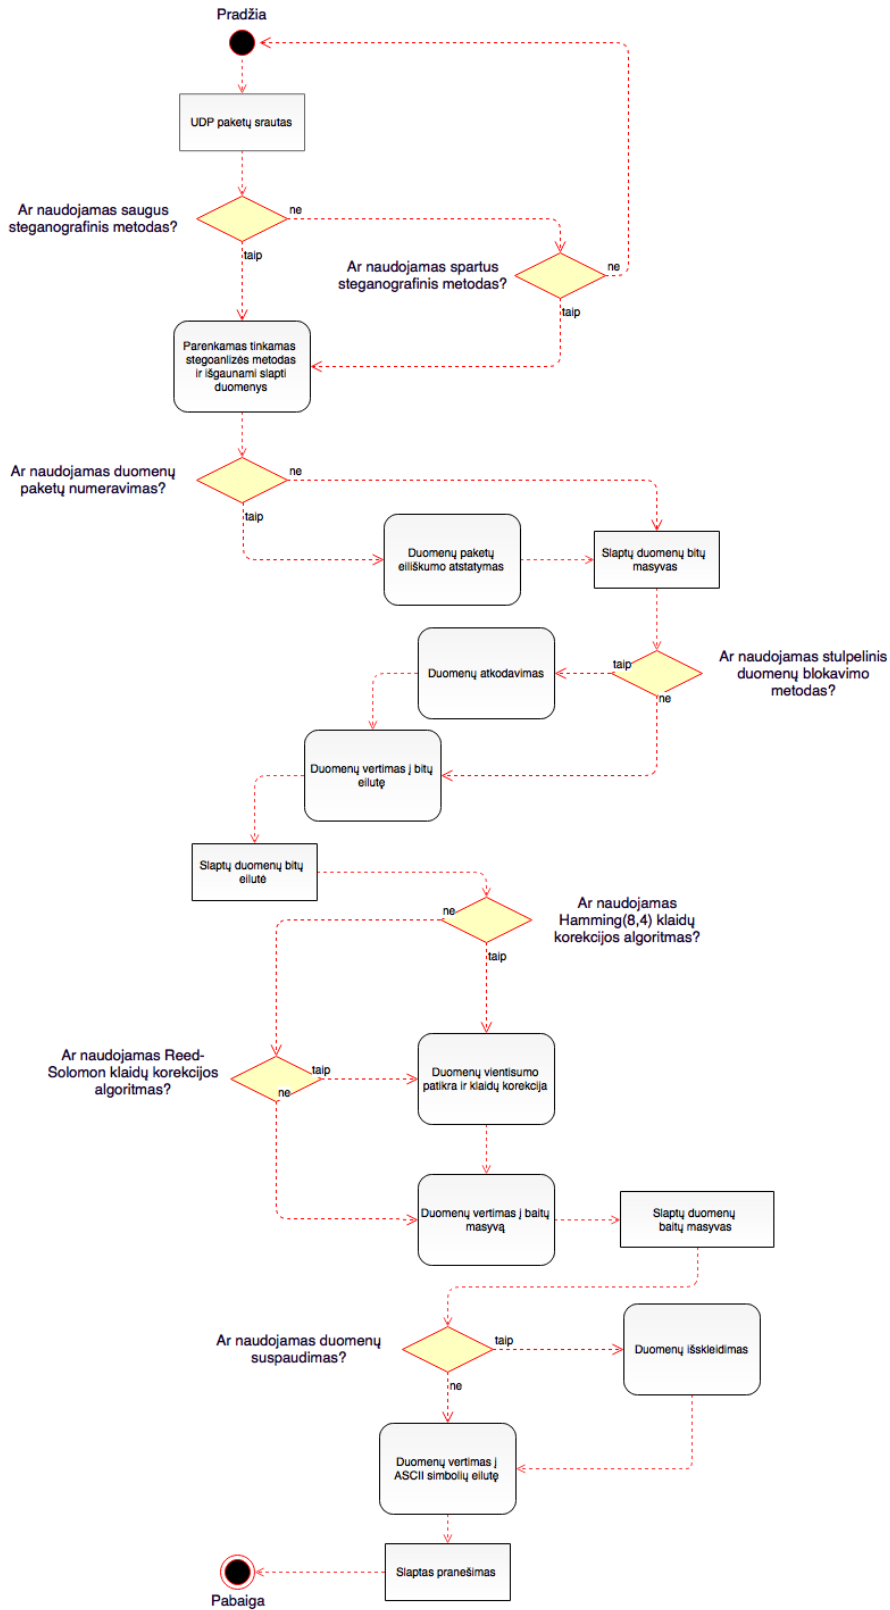 Pradžia
UDP paketų srautas
Ar naudojamas saugus
steganografinis metodas?
ne
taip
Ar naudojamas spartus
steganografinis metodas?
ne
taip
Parenkamas tinkamas
stegoanlizės metodas
ir išgaunami slapti
duomenys
Ar naudojamas duomenų
paketų numeravimas?
ne
taip
Duomenų paketų
eiliškumo atstatymas
Slaptų duomenų bitų
masyvas
Ar naudojamas stulpelinis
duomenų blokavimo
metodas?
taip
ne
Duomenų atkodavimas
Duomenų vertimas į bitų
eilutę
Slaptų duomenų bitų
eilutė
Ar naudojamas
Hamming(8,4) klaidų
korekcijos algoritmas?
ne
taip
Ar naudojamas Reed-
Solomon klaidų korekcijos
algoritmas?
taip
ne
Duomenų vientisumo
patikra ir klaidų korekcija
Duomenų vertimas į baitų
masyvą
Slaptų duomenų
baitų masyvas
Ar naudojamas duomenų
suspaudimas?
taip
ne
Duomenų išskleidimas
Duomenų vertimas į
ASCII simbolių eilutę
Slaptas pranešimas
Pabaiga